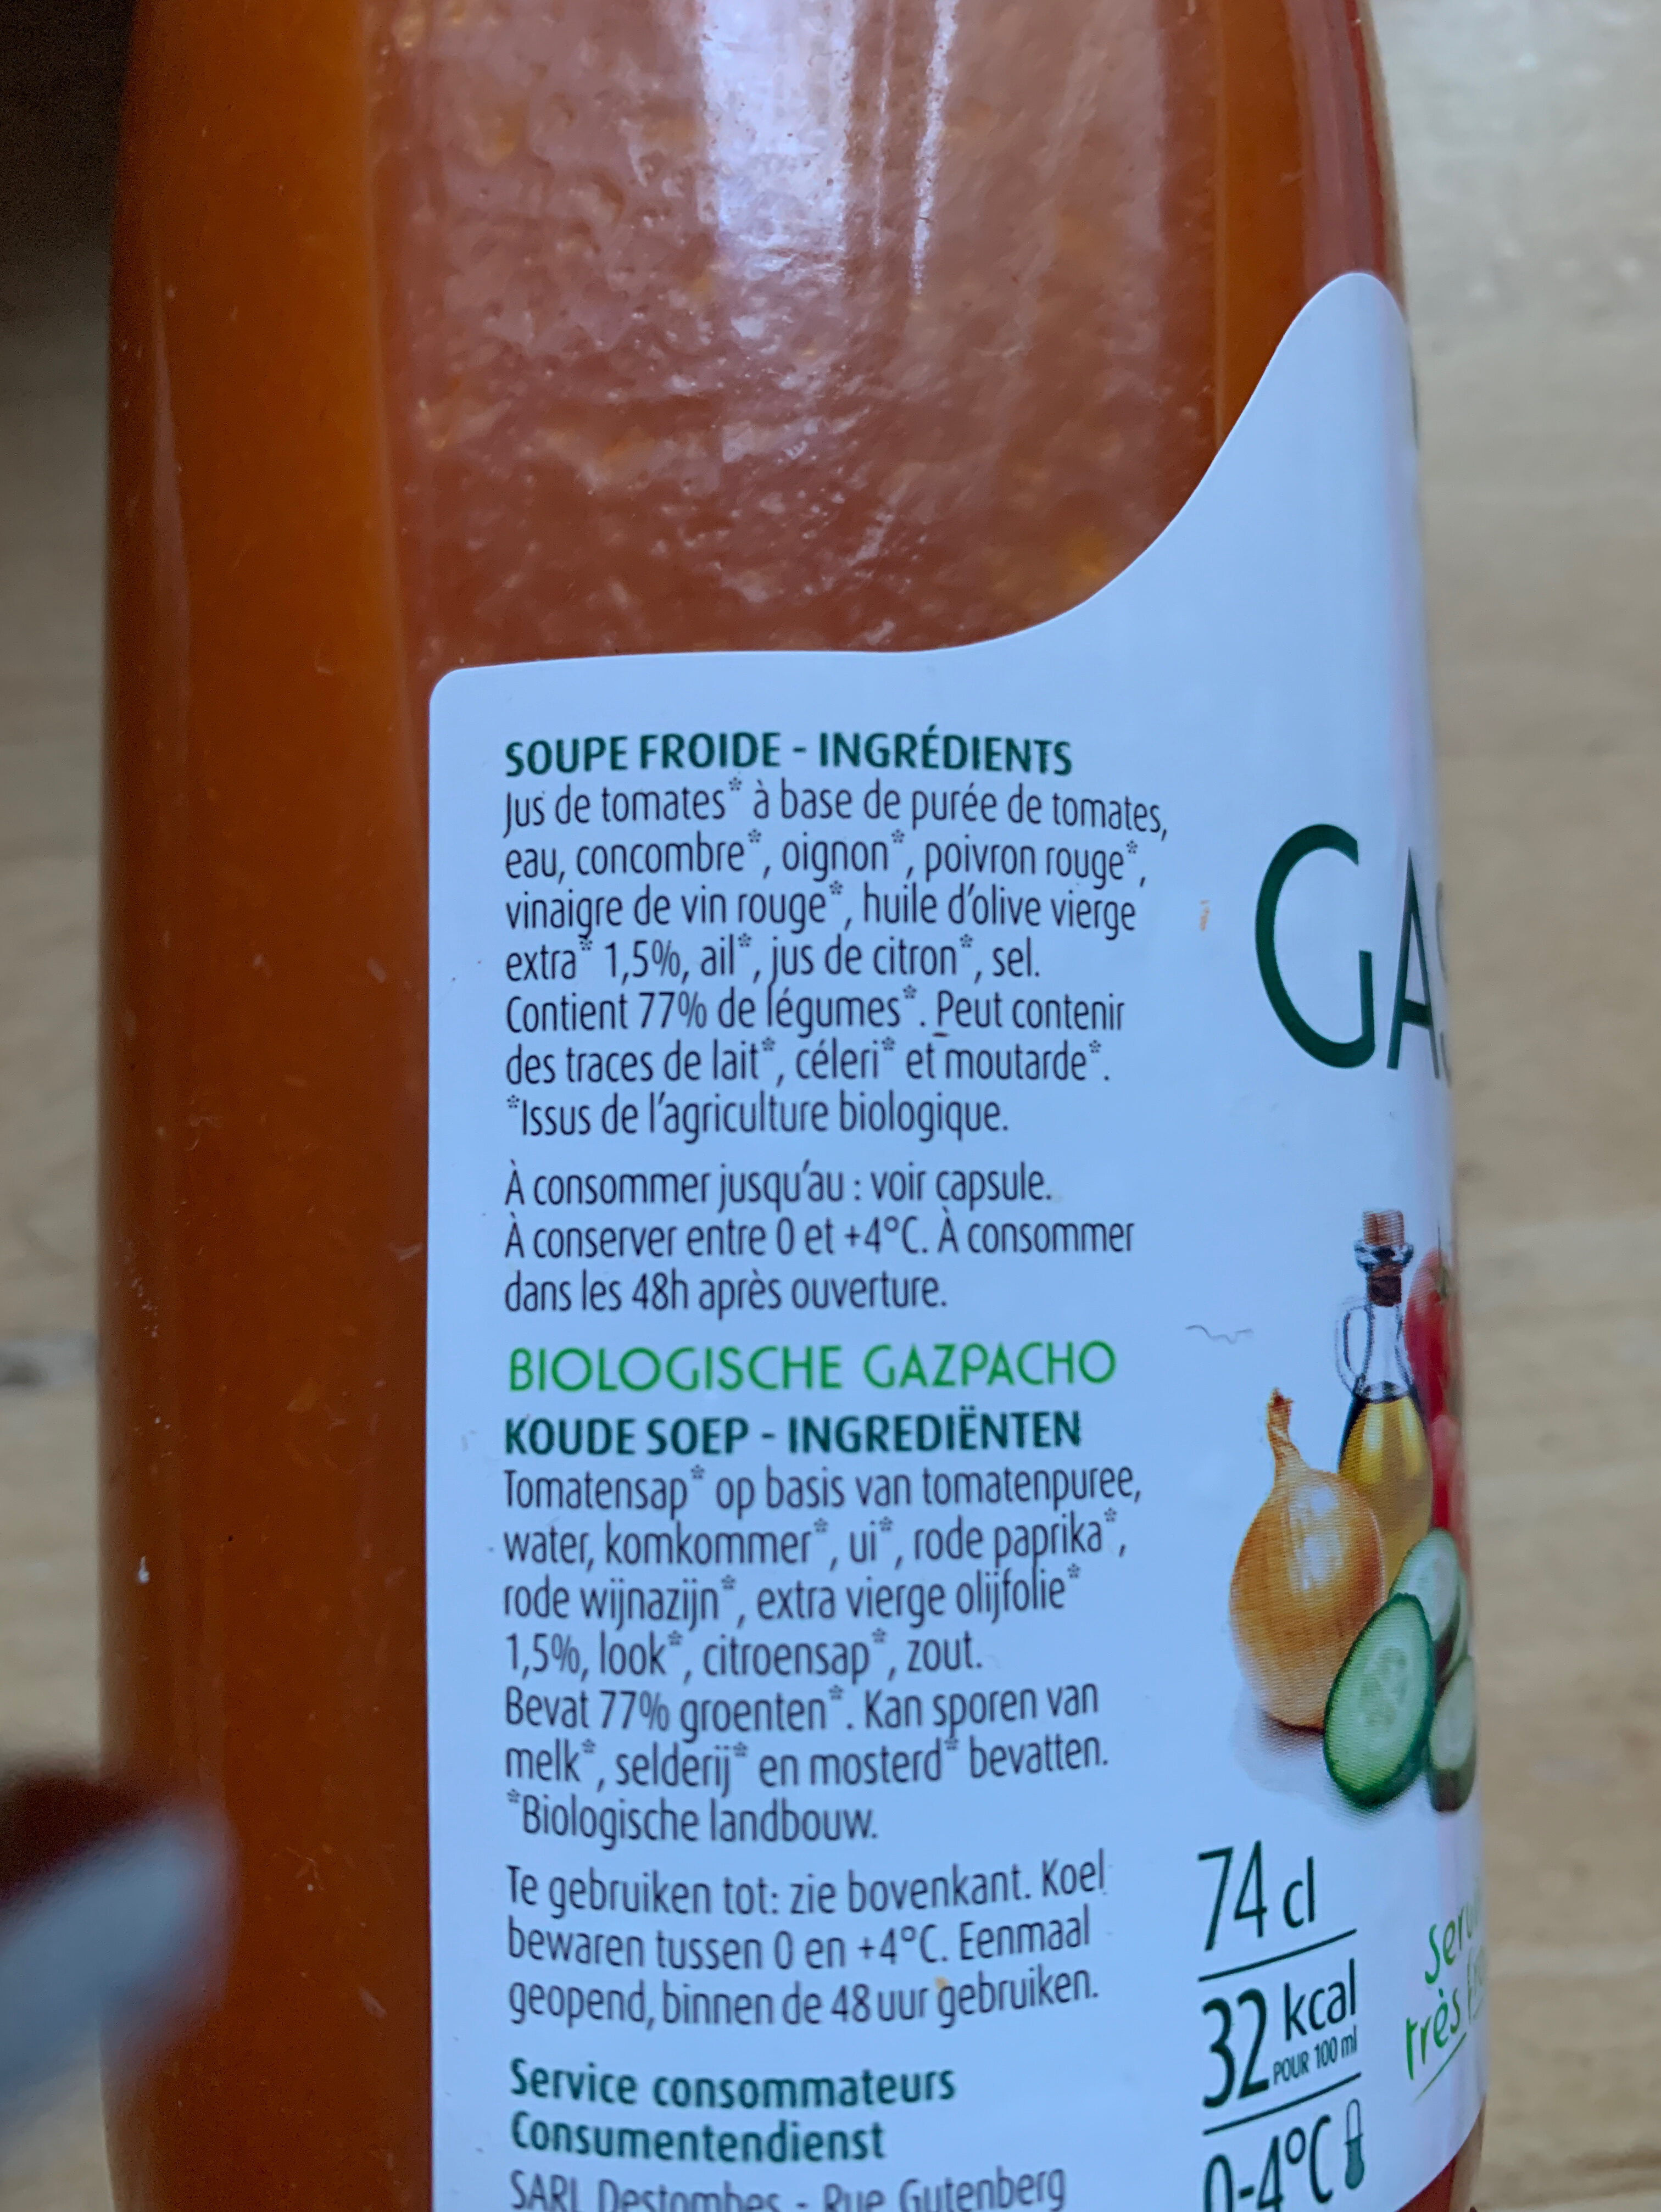 SOUPE FROIDE - INGRÉDIENTS
Jus de tomates* à base de purée de tomates,
eau, concombre*, oignon*, poivron rouge*,
vinaigre de vin rouge*, huile d'olive vierge
extra* 1,5%, ail*, jus de citron*, sel.
Contient 77% de légumes*. Peut contenir
des traces de lait*, céleri* et moutarde*.
*Issus de l'agriculture biologique.
À consommer jusqu'au : voir capsule.
À conserver entre 0 et +4°C. À consommer
dans les 48h après ouverture.
BIOLOGISCHE GAZPACHO
KOUDE SOEP - INGREDIËNTEN
Tomatensap* op basis van tomatenpuree,
water, komkommer*, ui*, rode paprika*,
rode wijnazijn*, extra vierge olijfolie*
1,5%, look*, citroensap*, zout.
Bevat 77% groenten*. Kan sporen van
melk*, selderij* en mosterd* bevatten.
*Biologische landbouw.
Te gebruiken tot: zie bovenkant. Koel
bewaren tussen 0 en +4°C. Eenmaal
geopend, binnen de 48 uur gebruiken.
Service consommateurs
Consumentendienst
SARL Destombes - Rue Gutenberg
74 cl
32 kcal
POUR 100 ml
0-4°C
très